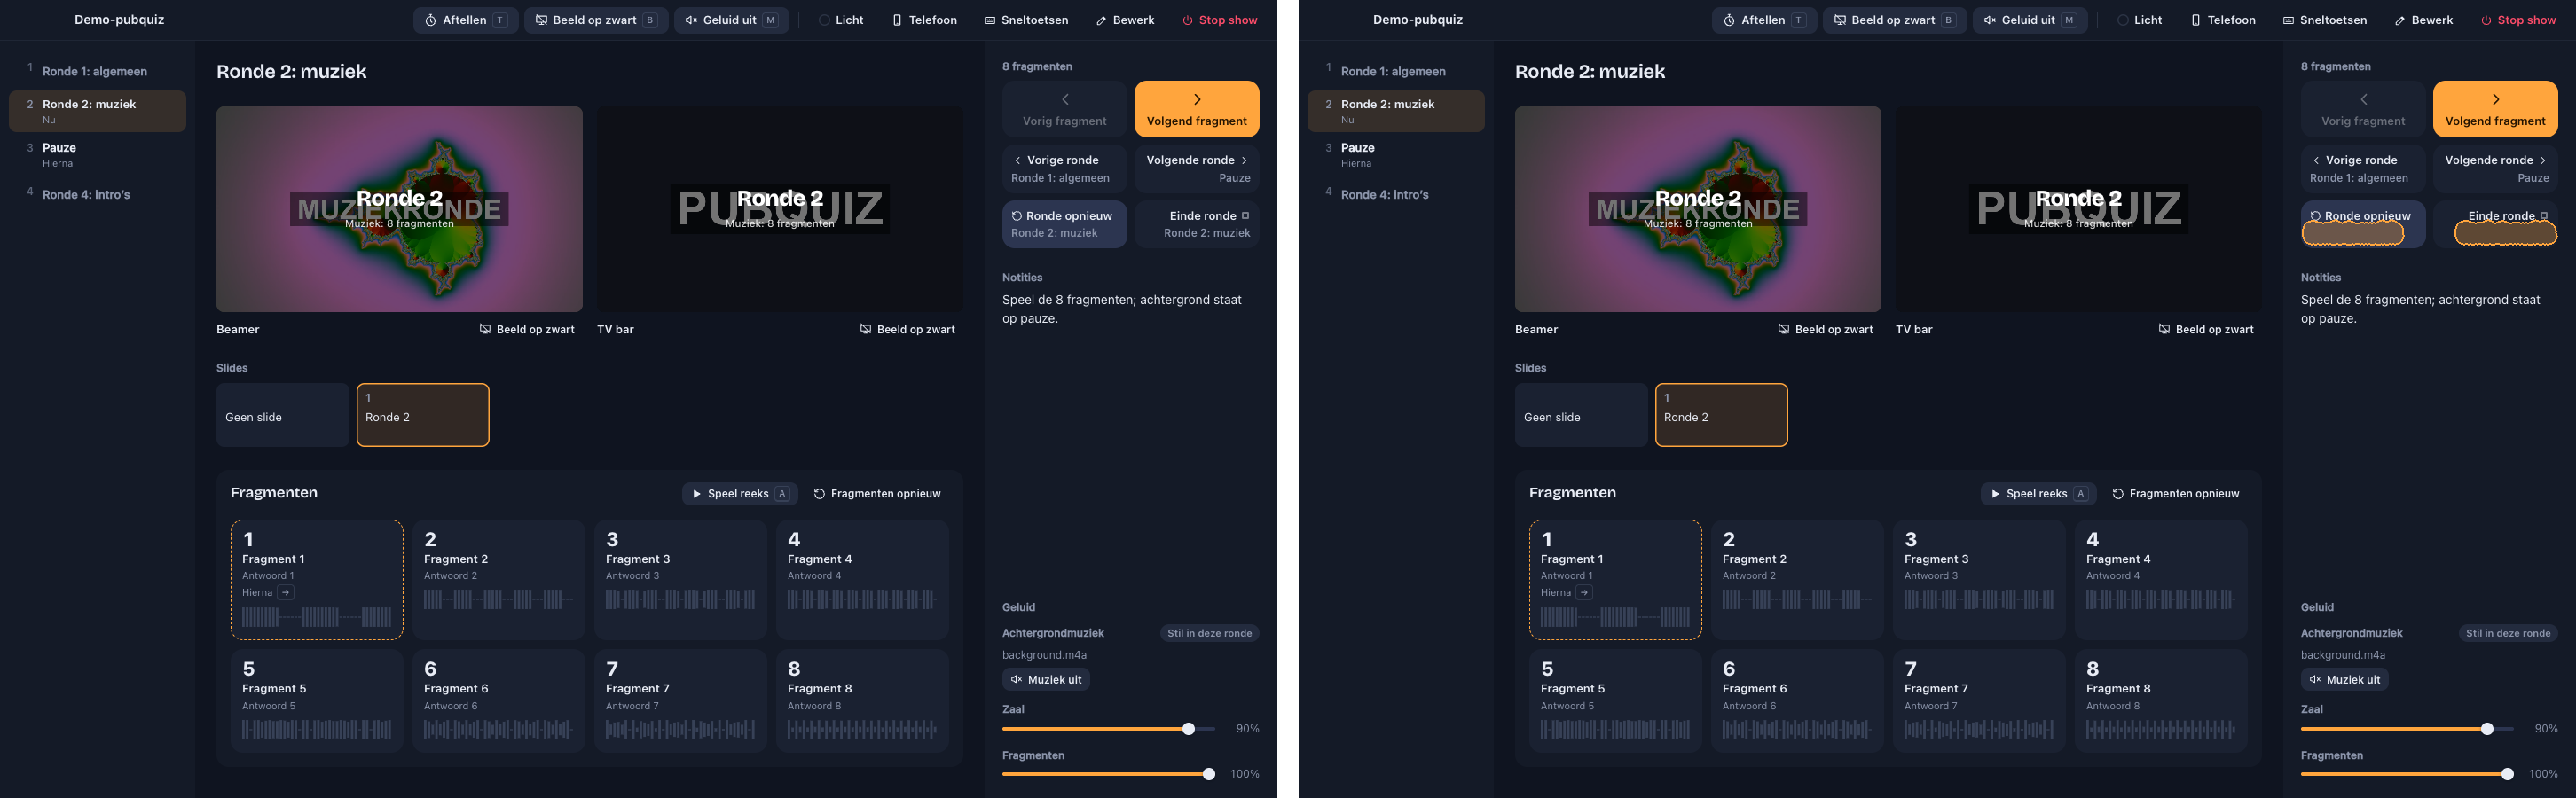 Demo-pubquiz
Aftellen T
Beeld op zwart B
Geluid uit M
Licht
Telefoon
Sneltoetsen
Bewerk
Stop show
1 Ronde 1: algemeen
2 Ronde 2: muziek
Nu
3 Pauze
Hierna
4 Ronde 4: intro's
Ronde 2: muziek
MUZIEKRONDE
Ronde 2
Muziek: 8 fragmenten
PUBQUIZ
Ronde 2
Muziek: 8 fragmenten
Beamer
Beeld op zwart
TV bar
Beeld op zwart
Slides
Geen slide
1
Ronde 2
Fragmenten
Speel reeks A
Fragmenten opnieuw
1
Fragment 1
Antwoord 1
Hierna
2
Fragment 2
Antwoord 2
3
Fragment 3
Antwoord 3
4
Fragment 4
Antwoord 4
5
Fragment 5
Antwoord 5
6
Fragment 6
Antwoord 6
7
Fragment 7
Antwoord 7
8
Fragment 8
Antwoord 8
8 fragmenten
Vorig fragment
Volgend fragment
Vorige ronde
Ronde 1: algemeen
Volgende ronde
Pauze
Ronde opnieuw
Ronde 2: muziek
Einde ronde
Ronde 2: muziek
Notities
Speel de 8 fragmenten; achtergrond staat
op pauze.
Geluid
Achtergrondmuziek
Stil in deze ronde
background.m4a
Muziek uit
Zaal
90%
Fragmenten
100%
Demo-pubquiz
Aftellen T
Beeld op zwart B
Geluid uit M
Licht
Telefoon
Sneltoetsen
Bewerk
Stop show
1 Ronde 1: algemeen
2 Ronde 2: muziek
Nu
3 Pauze
Hierna
4 Ronde 4: intro's
Ronde 2: muziek
MUZIEKRONDE
Ronde 2
Muziek: 8 fragmenten
PUBQUIZ
Ronde 2
Muziek: 8 fragmenten
Beamer
Beeld op zwart
TV bar
Beeld op zwart
Slides
Geen slide
1
Ronde 2
Fragmenten
Speel reeks A
Fragmenten opnieuw
1
Fragment 1
Antwoord 1
Hierna
2
Fragment 2
Antwoord 2
3
Fragment 3
Antwoord 3
4
Fragment 4
Antwoord 4
5
Fragment 5
Antwoord 5
6
Fragment 6
Antwoord 6
7
Fragment 7
Antwoord 7
8
Fragment 8
Antwoord 8
8 fragmenten
Vorig fragment
Volgend fragment
Vorige ronde
Ronde 1: algemeen
Volgende ronde
Pauze
Ronde opnieuw
Einde ronde
Notities
Speel de 8 fragmenten; achtergrond staat
op pauze.
Geluid
Achtergrondmuziek
Stil in deze ronde
background.m4a
Muziek uit
Zaal
90%
Fragmenten
100%